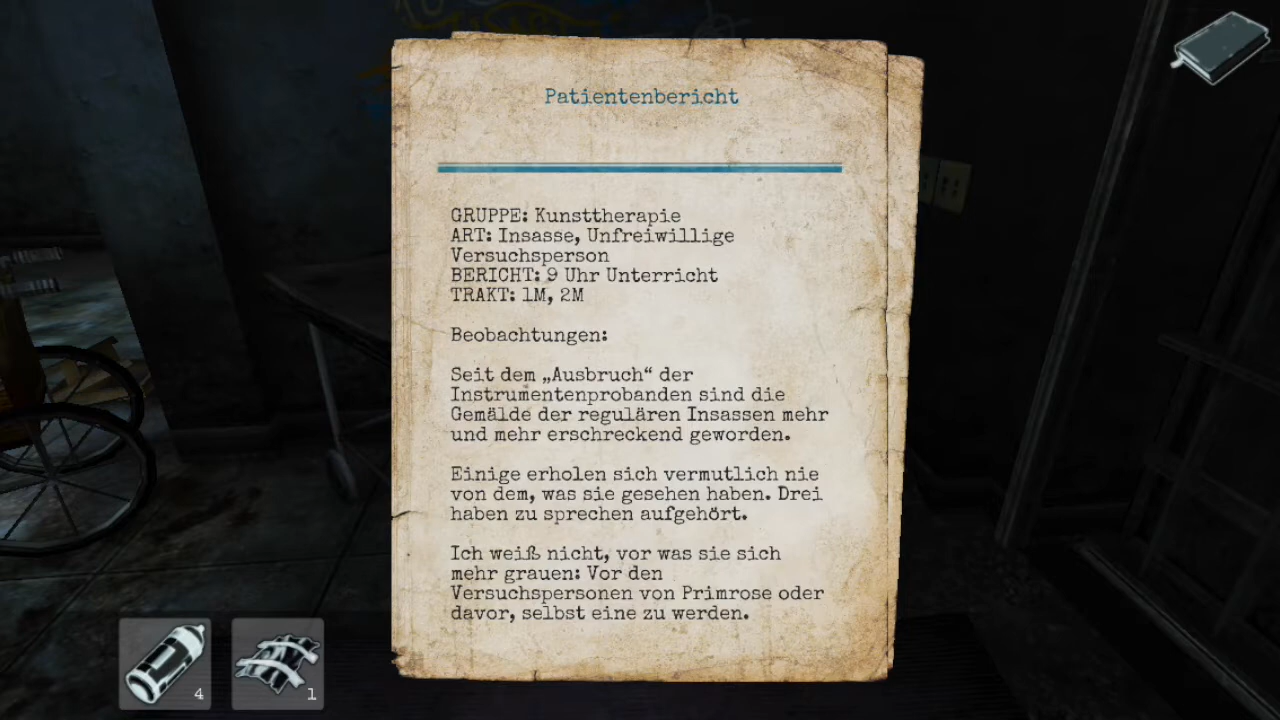 Patientenbericht
GRUPPE: Kunsttherapie
ART: Insasse, Unfreiwillige
Versuchsperson
BERICHT: 9 Uhr Unterricht
TRAKT: 1M, 2M
Beobachtungen:
Seit dem „Ausbruch“ der
Instrumentenprobanden sind die
Gemälde der regulären Insassen mehr
und mehr erschreckend geworden.
Einige erholen sich vermutlich nie
von dem, was sie gesehen haben. Drei
haben zu sprechen aufgehört.
Ich weiß nicht, vor was sie sich
mehr grauen: Vor den
Versuchspersonen von Primrose oder
davor, selbst eine zu werden.
4
1